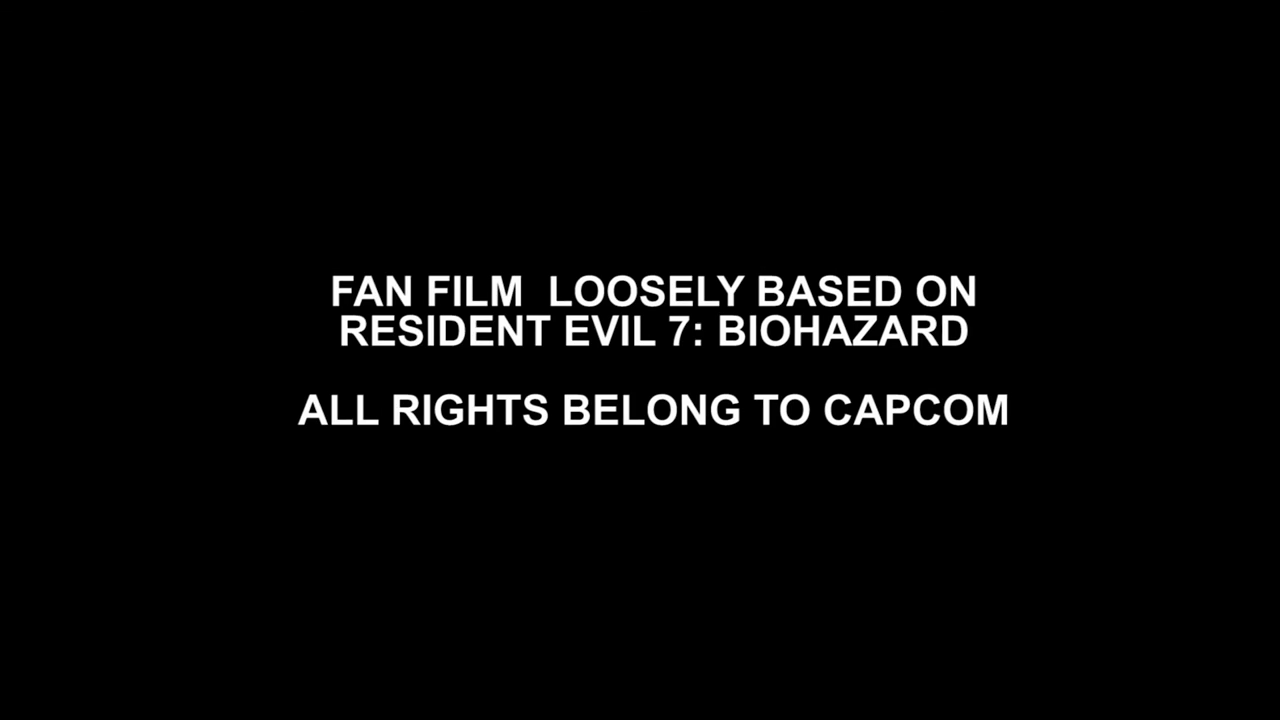 FAN FILM  LOOSELY BASED ON
RESIDENT EVIL 7: BIOHAZARD
ALL RIGHTS BELONG TO CAPCOM